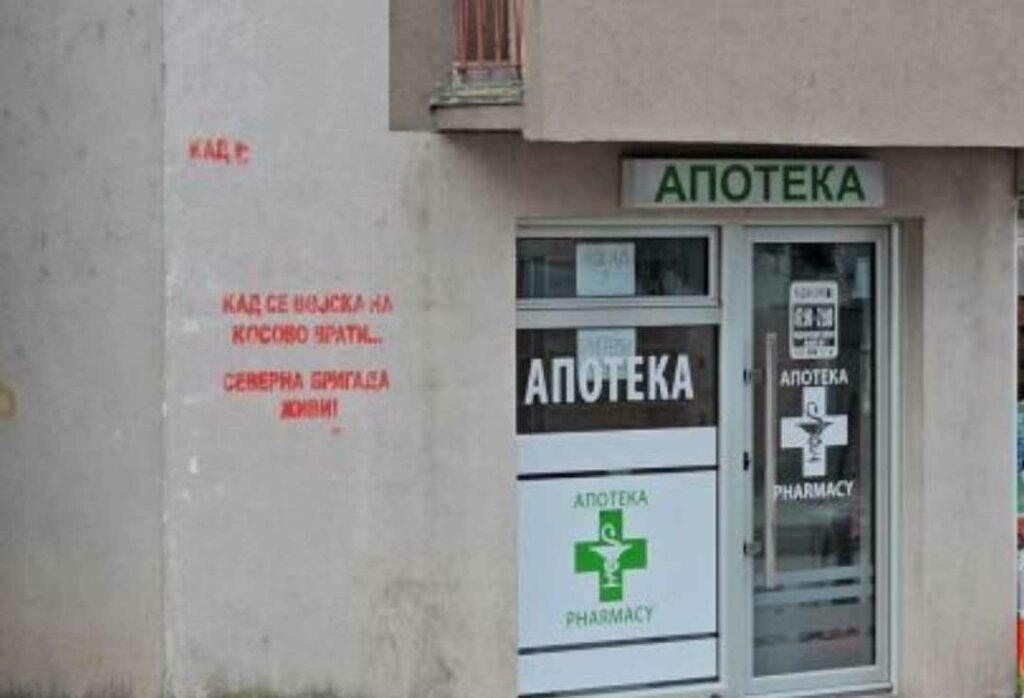 КАД
АПОТЕКА
КАД СЕ ВОЈСКА НА
КОСОВО ВРАТИ...
СЕВЕРНА БРИГАДА
ЖИВИ!
АПОТЕКА
АПОТЕКА
PHARMACY
АПОТЕКА
PHARMACY